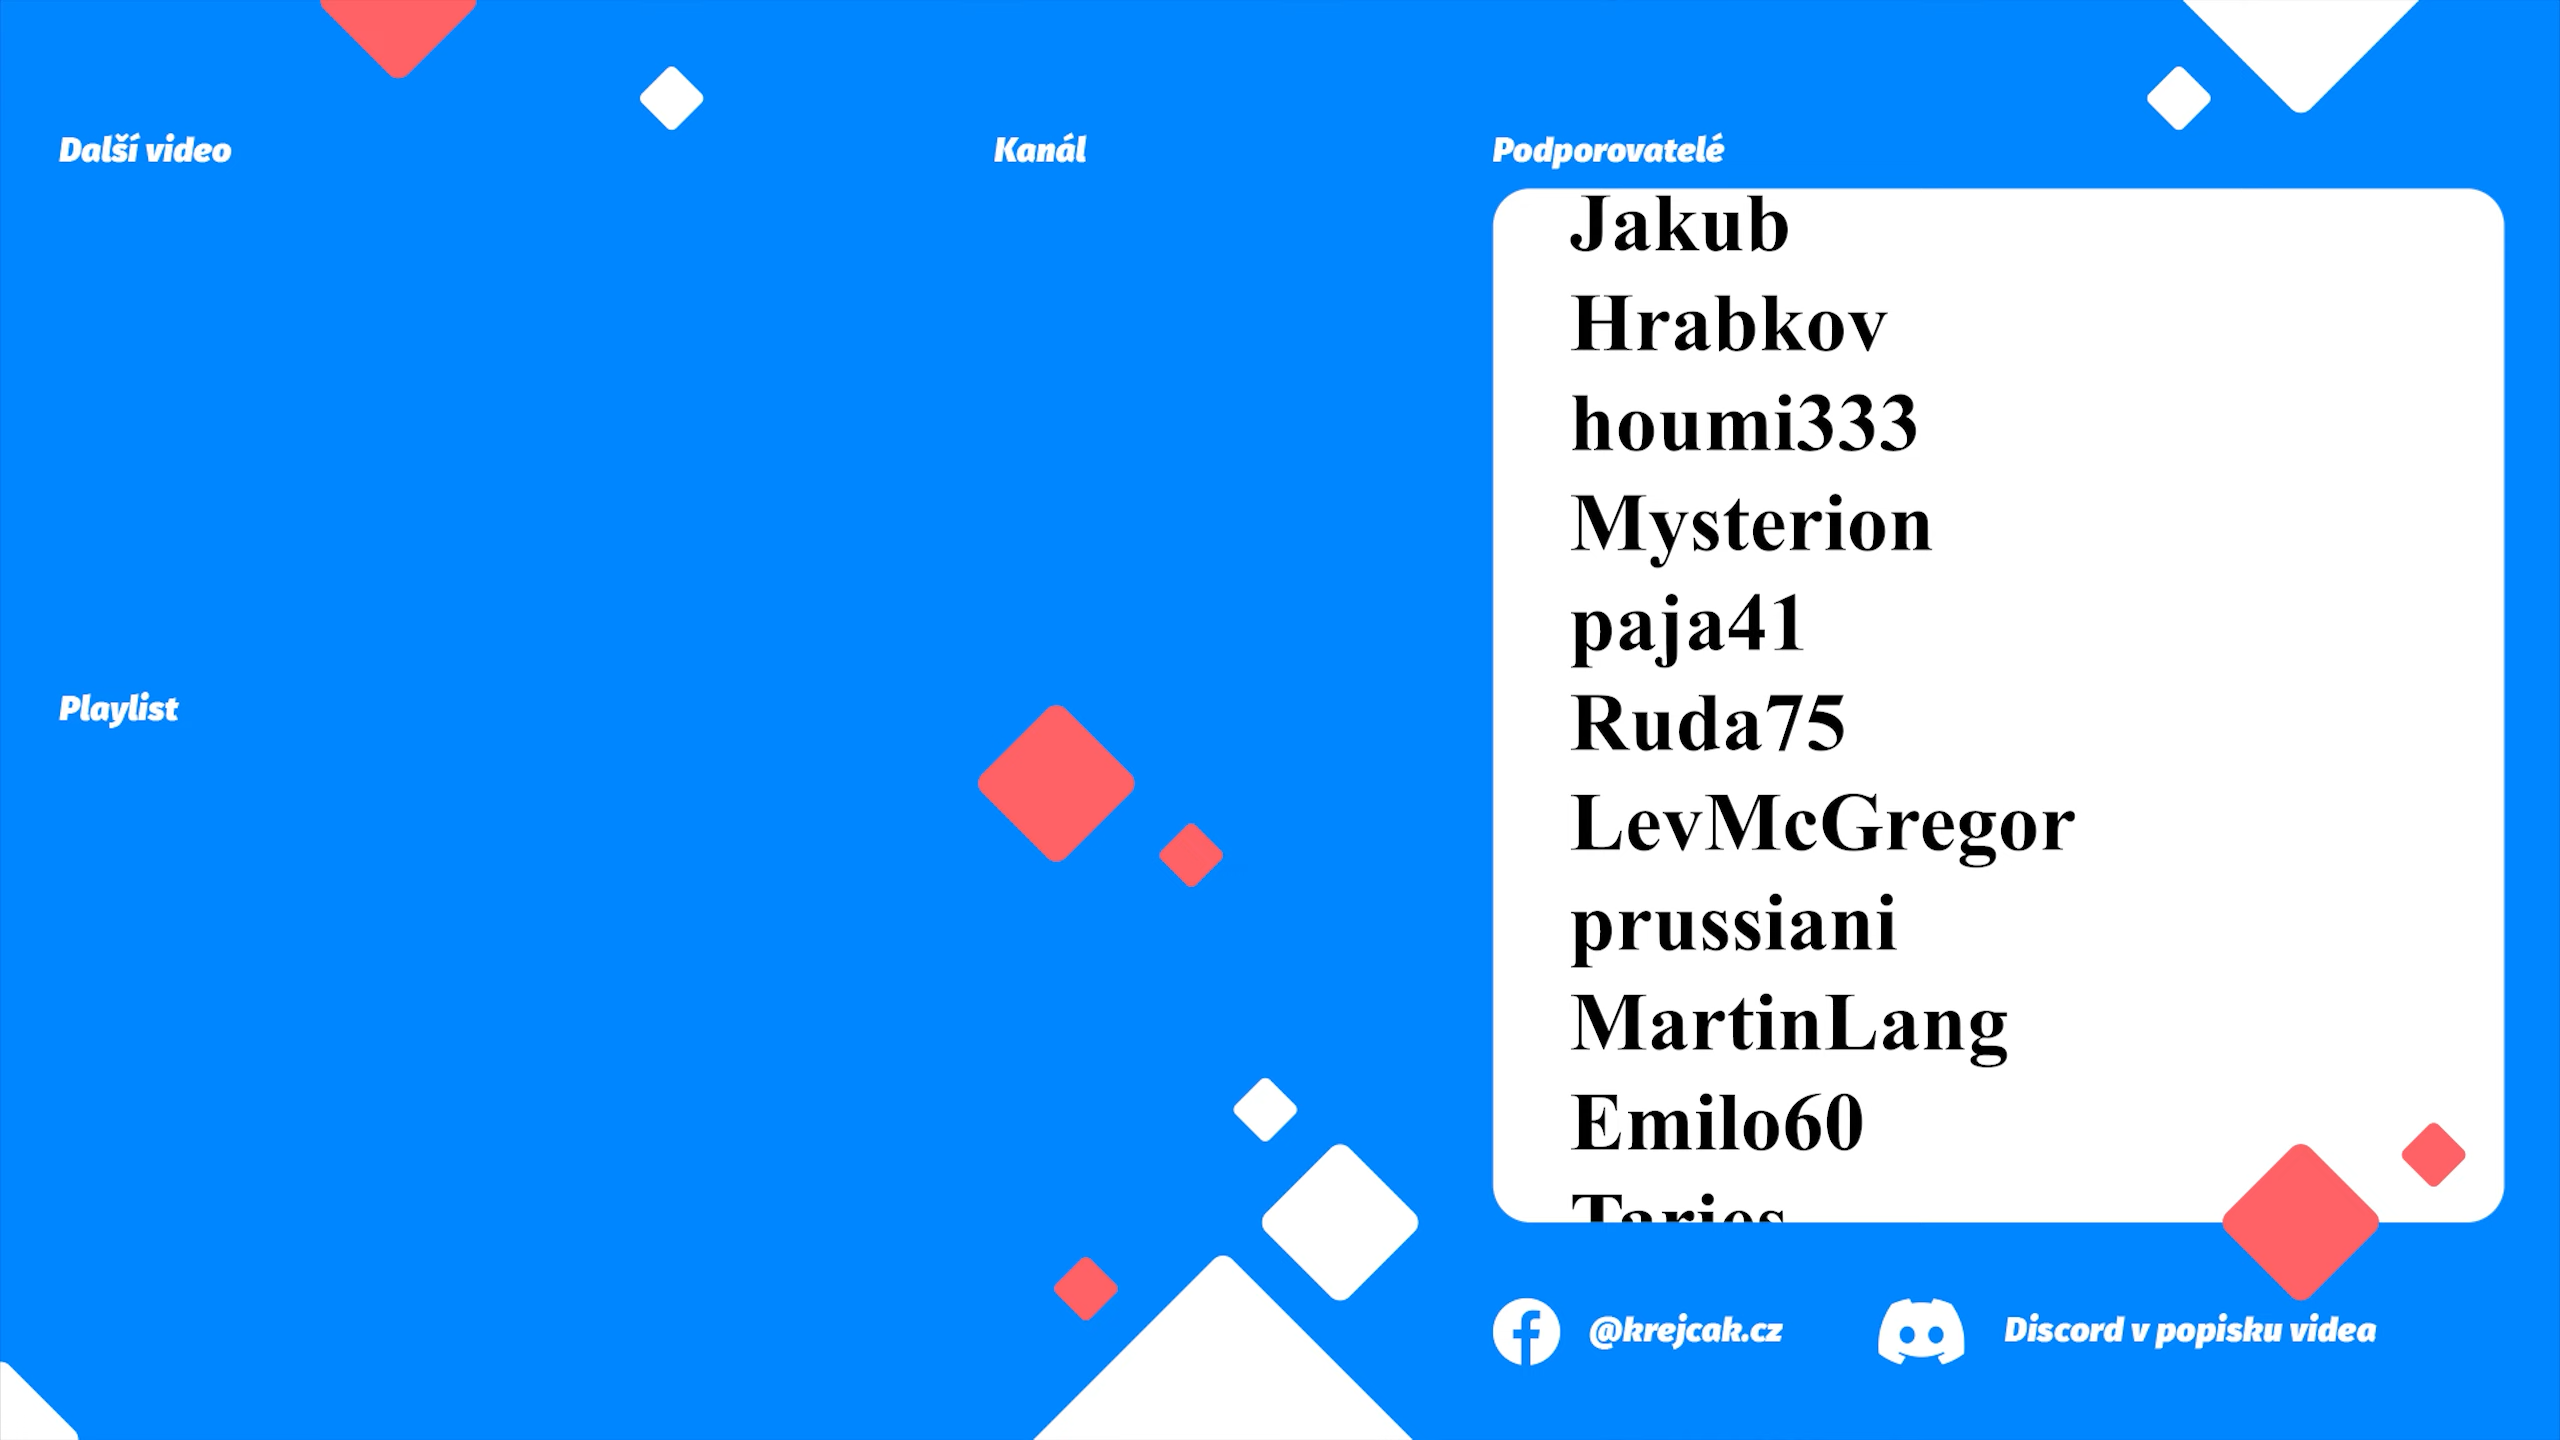 Další video
Kanál
Podporovatelé
Jakub
Hrabkov
houmi333
Mysterion
paja41
Ruda75
LevMcGregor
prussiani
MartinLang
Emilo60
Playlist
@krejcak.cz
Discord v popisku videa